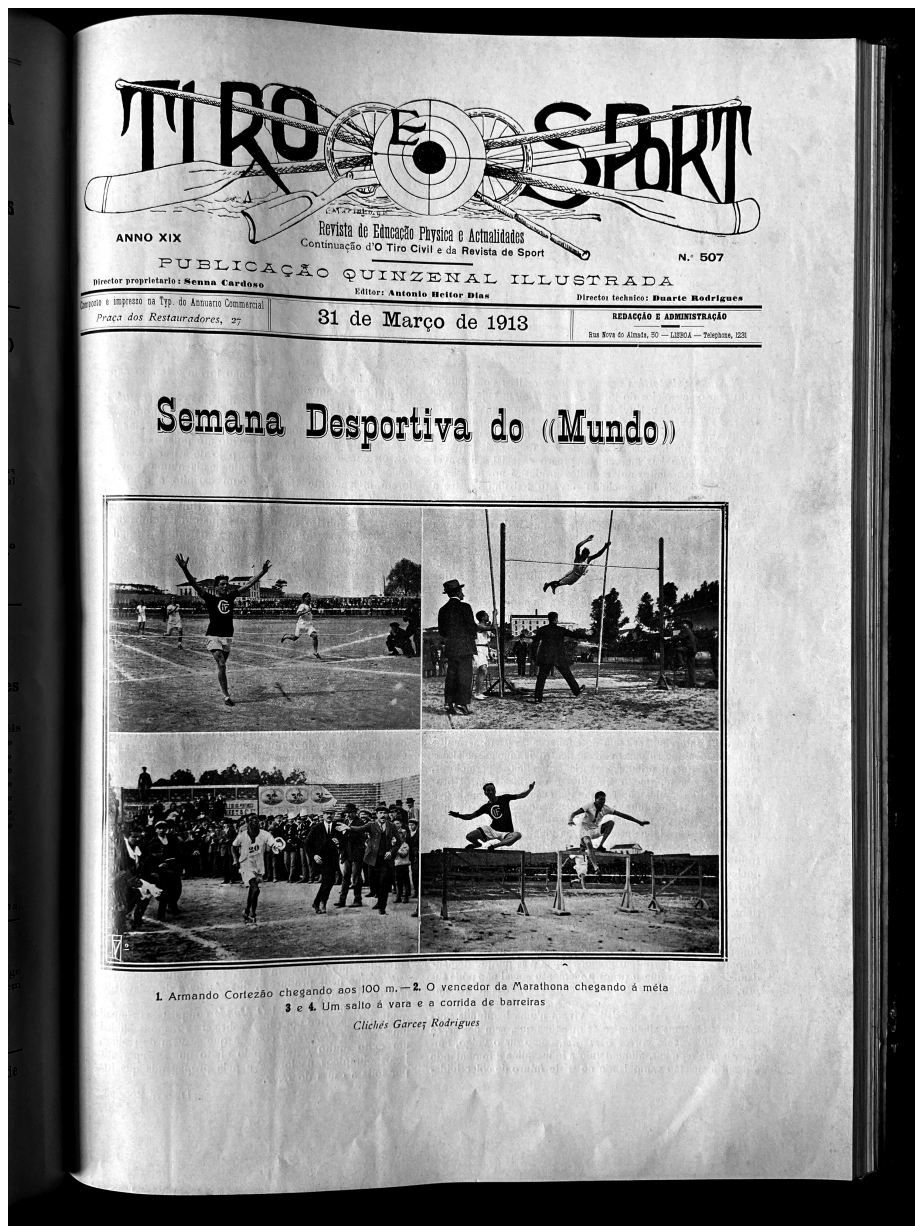 TIRO E SPORT
Revista de Educação Physica e Actualidades
Continuação d'O Tiro Civil e da Revista de Sport
ANNO XIX
N.º 507
PUBLICAÇÃO QUINZENAL ILLUSTRADA
Director proprietario: Senna Cardoso
Editor: Antonio Heitor Dias
Director technico: Duarte Rodrigues
Composto e impresso na Typ. do Annuario Commercial
Praça dos Restauradores, 27
31 de Março de 1913
REDACÇÃO E ADMINISTRAÇÃO
Rua Nova do Almada, 50 — LISBOA — Telephone, 1231
Semana Desportiva do «Mundo»
20
1. Armando Cortezão chegando aos 100 m. — 2. O vencedor da Marathona chegando á méta
3 e 4. Um salto á vara e a corrida de barreiras
Clichés Garcez Rodrigues